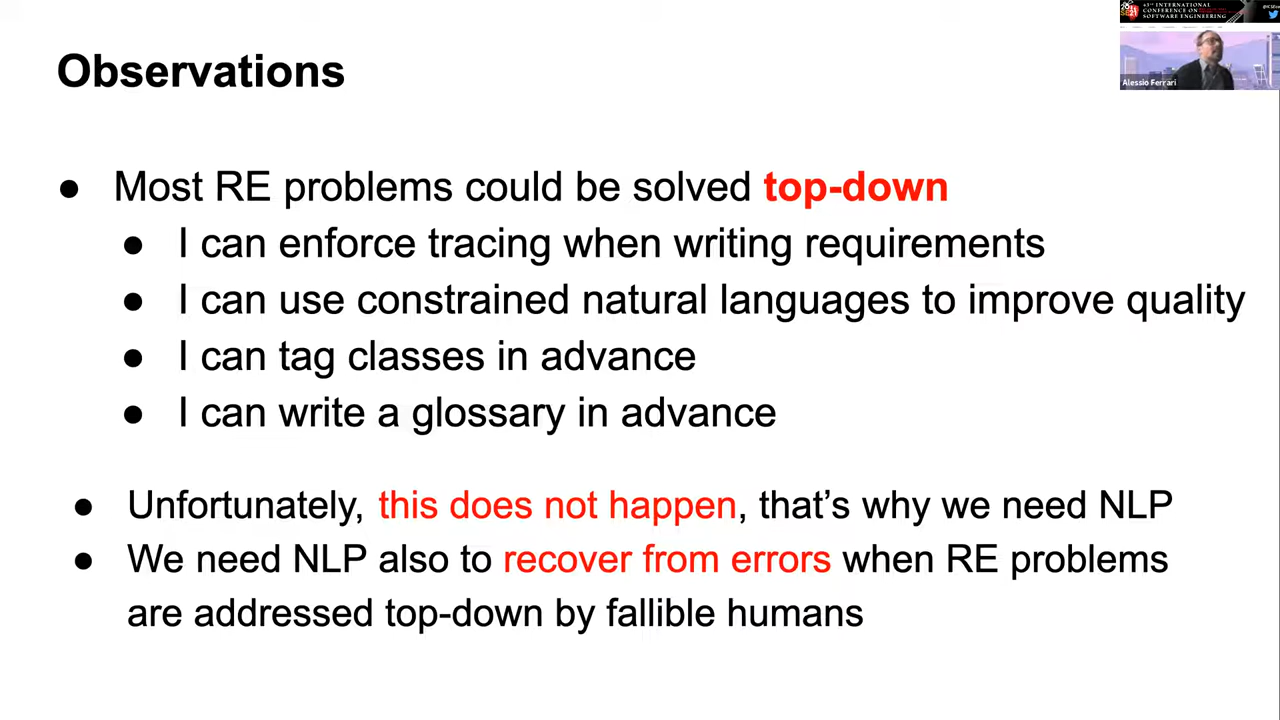 43rd INTERNATIONAL
CONFERENCE ON
SOFTWARE ENGINEERING
Alessio Ferrari
Observations
● Most RE problems could be solved top-down
● I can enforce tracing when writing requirements
● I can use constrained natural languages to improve quality
● I can tag classes in advance
● I can write a glossary in advance
● Unfortunately, this does not happen, that’s why we need NLP
● We need NLP also to recover from errors when RE problems
are addressed top-down by fallible humans